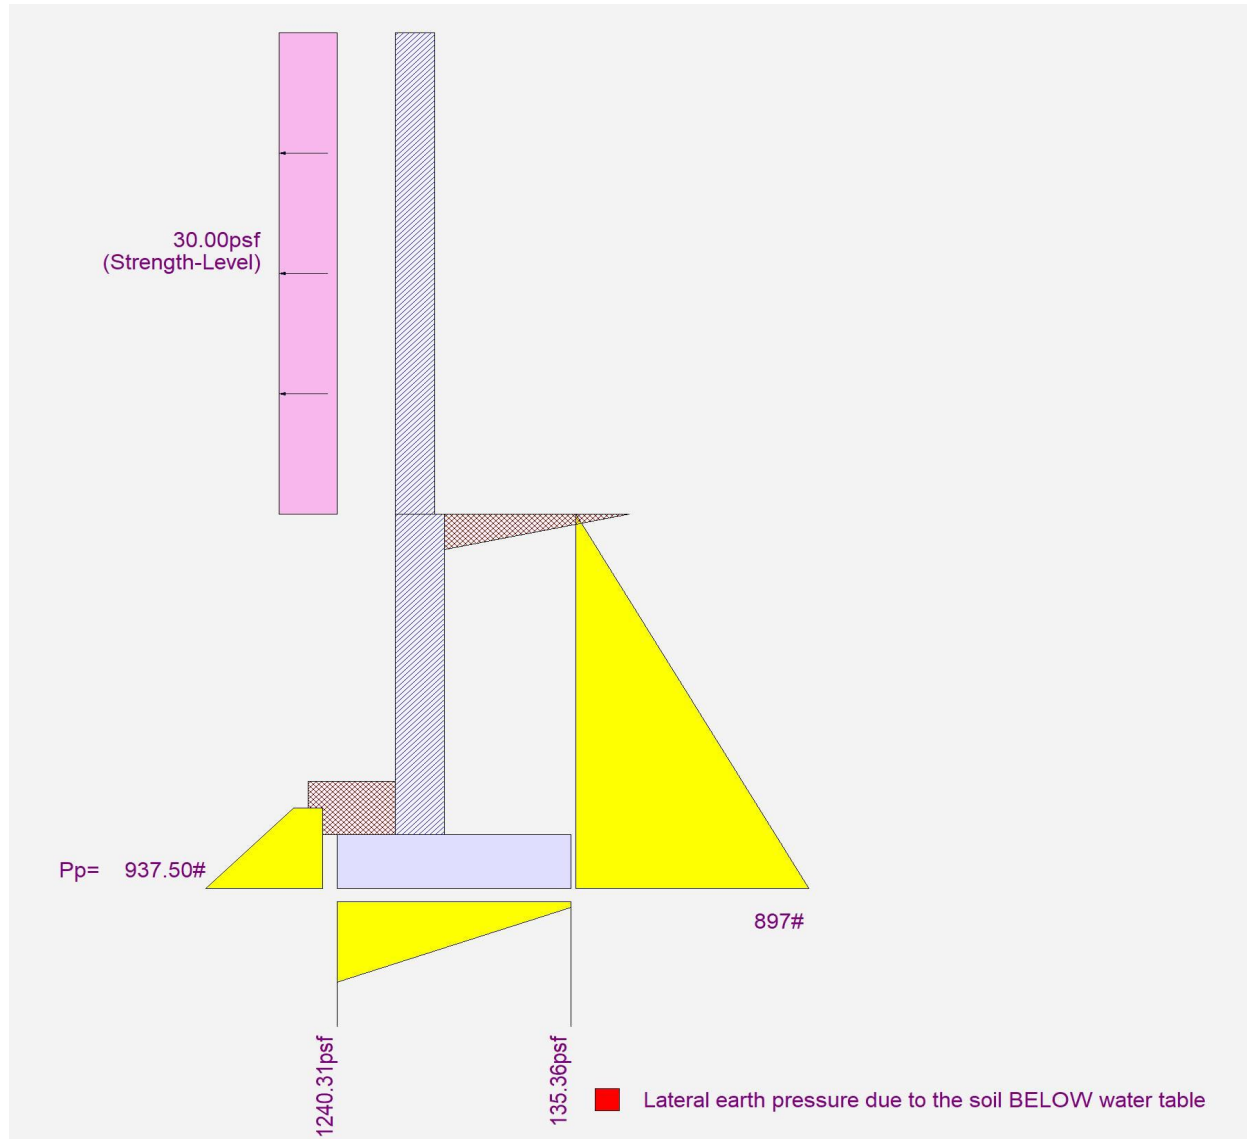 30.00psf
(Strength-Level)
Pp= 937.50#
897#
1240.31psf
135.36psf
Lateral earth pressure due to the soil BELOW water table